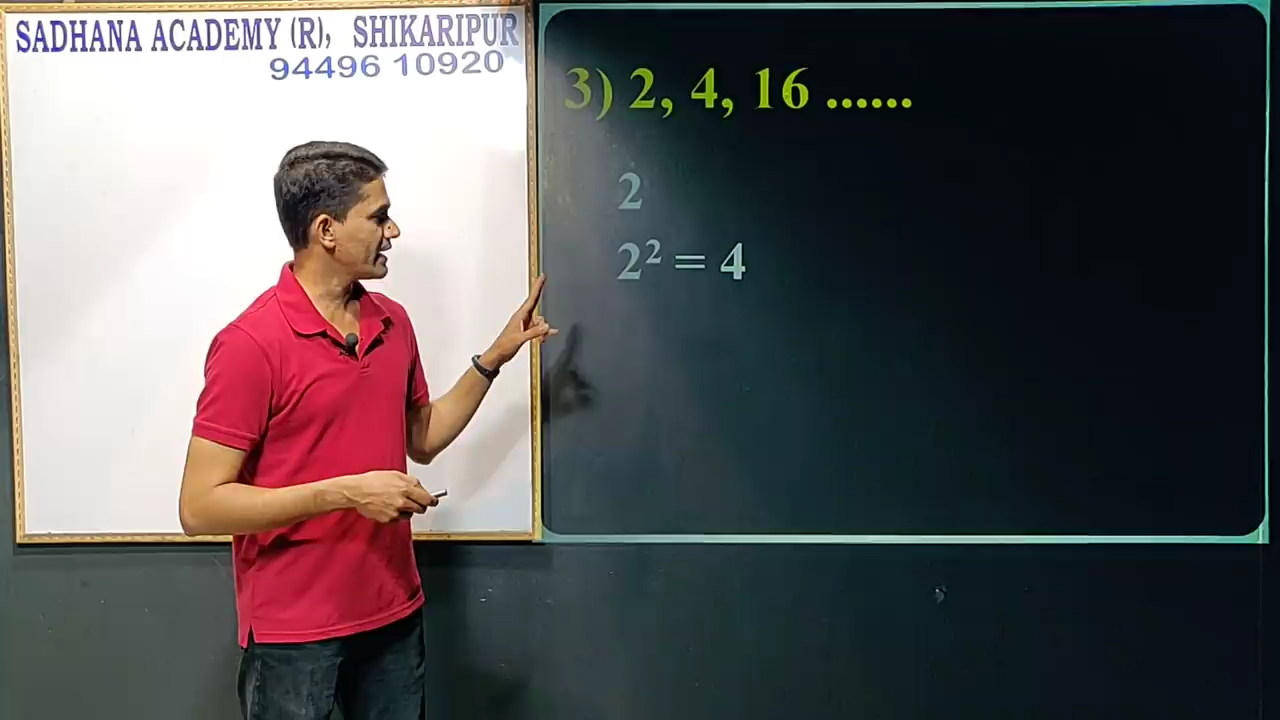 SADHANA ACADEMY (R), SHIKARIPUR
94496 10920
3) 2, 4, 16 ......
2
2² = 4